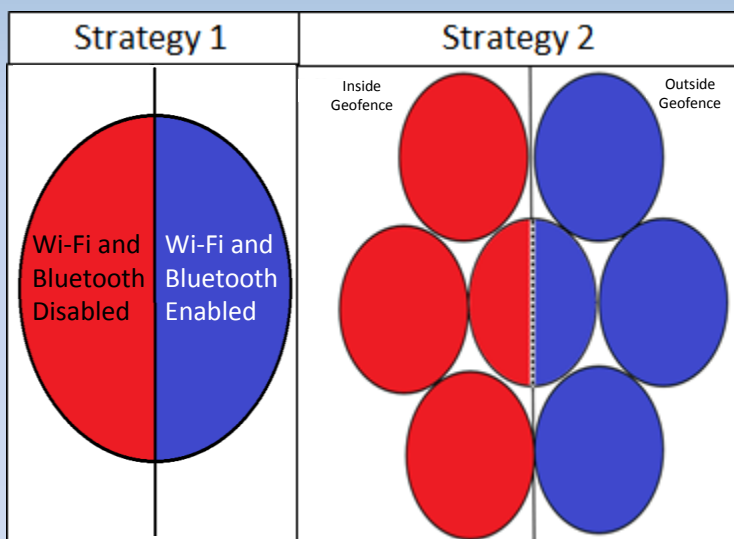 Strategy 1
Strategy 2
Inside
Geofence
Outside
Geofence
Wi-Fi and
Bluetooth
Disabled
Wi-Fi and
Bluetooth
Enabled